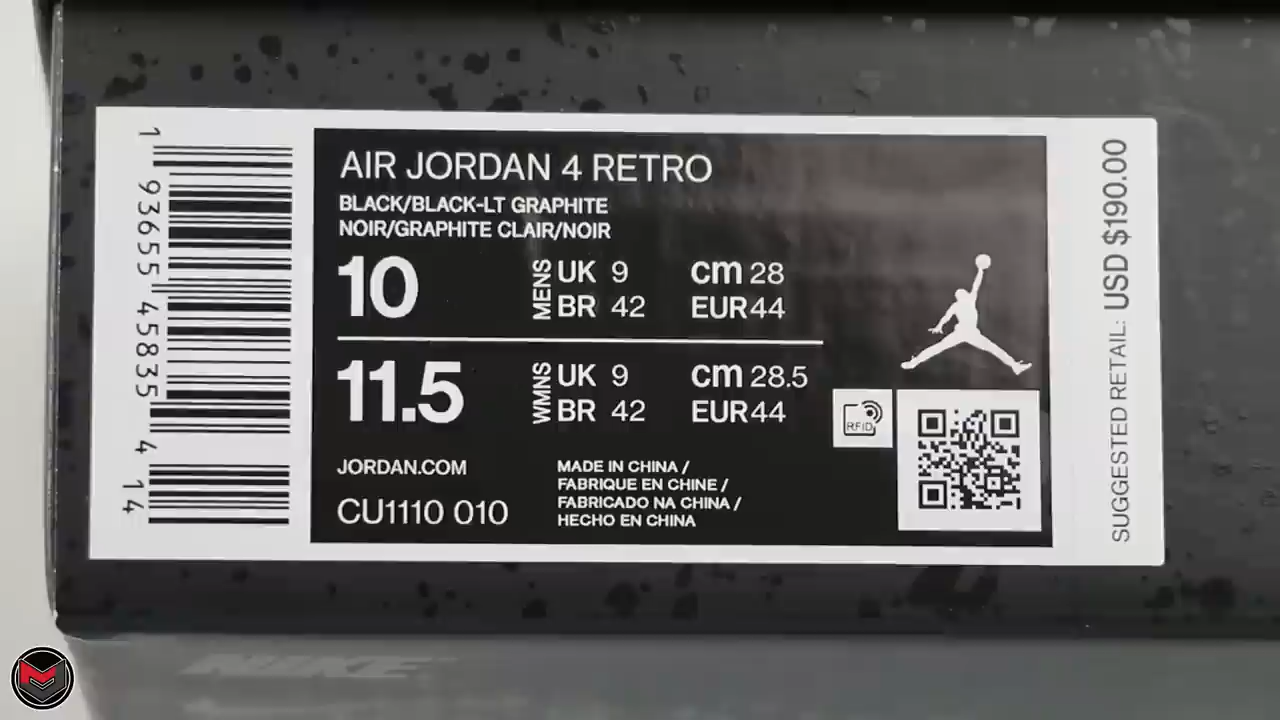 AIR JORDAN 4 RETRO
BLACK/BLACK-LT GRAPHITE
NOIR/GRAPHITE CLAIR/NOIR
10
MENS
UK 9
cm 28
BR 42
EUR 44
11.5
WMNS
UK 9
cm 28.5
BR 42
EUR 44
JORDAN.COM
CU1110 010
MADE IN CHINA /
FABRIQUE EN CHINE /
FABRICADO NA CHINA /
HECHO EN CHINA
RFID
1 93655 45835 4 14
SUGGESTED RETAIL: USD $190.00
NIKE